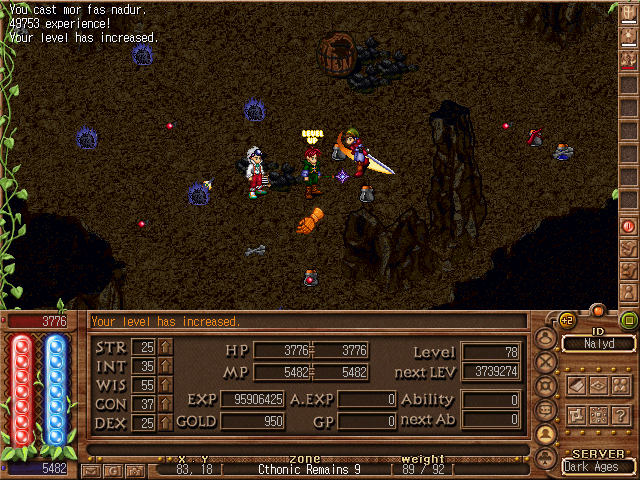 You cast mor fas nadur.
49753 experience!
Your level has increased.
LEVEL UP
3776
Your level has increased.
+2
ID
Nalyd
STR 25
INT 35
WIS 55
CON 37
DEX 25
HP 3776 3776
MP 5482 5482
Level 78
next LEV 3739274
EXP 95906425
A.EXP 0
Ability 0
GOLD 950
GP 0
next Ab 0
5482
G
?
x y zone weight
83, 18 [ Cthonic Remains 9 ] 89 / 92 [
SERVER
Dark Ages